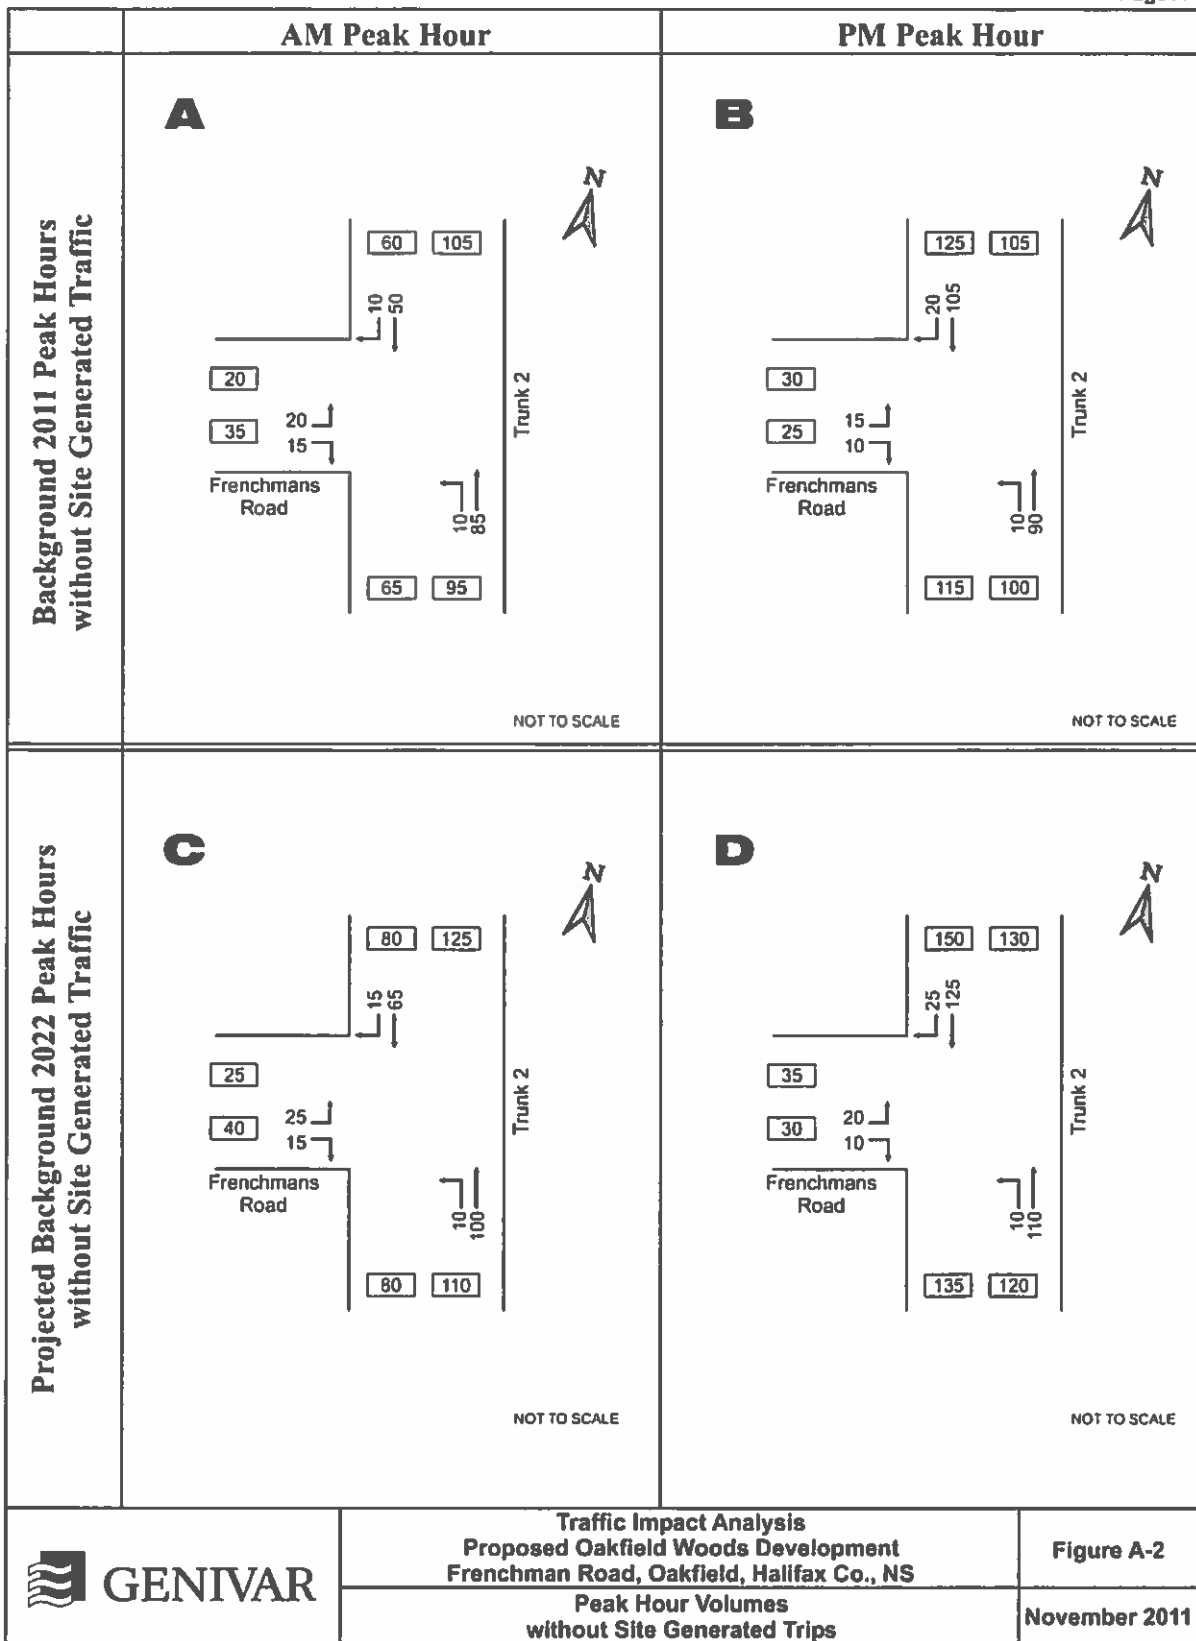 AM Peak Hour
PM Peak Hour
Background 2011 Peak Hours
without Site Generated Traffic
A
N
60 105
10
50
20
35
20
15
Frenchmans
Road
Trunk 2
10
85
65 95
NOT TO SCALE
B
N
125 105
20
105
30
25
15
10
Frenchmans
Road
Trunk 2
10
90
115 100
NOT TO SCALE
Projected Background 2022 Peak Hours
without Site Generated Traffic
C
N
80 125
15
65
25
40
25
15
Frenchmans
Road
Trunk 2
10
100
80 110
NOT TO SCALE
D
N
150 130
25
125
35
30
20
10
Frenchmans
Road
Trunk 2
10
110
135 120
NOT TO SCALE
GENIVAR
Traffic Impact Analysis
Proposed Oakfield Woods Development
Frenchman Road, Oakfield, Halifax Co., NS
Figure A-2
Peak Hour Volumes
without Site Generated Trips
November 2011